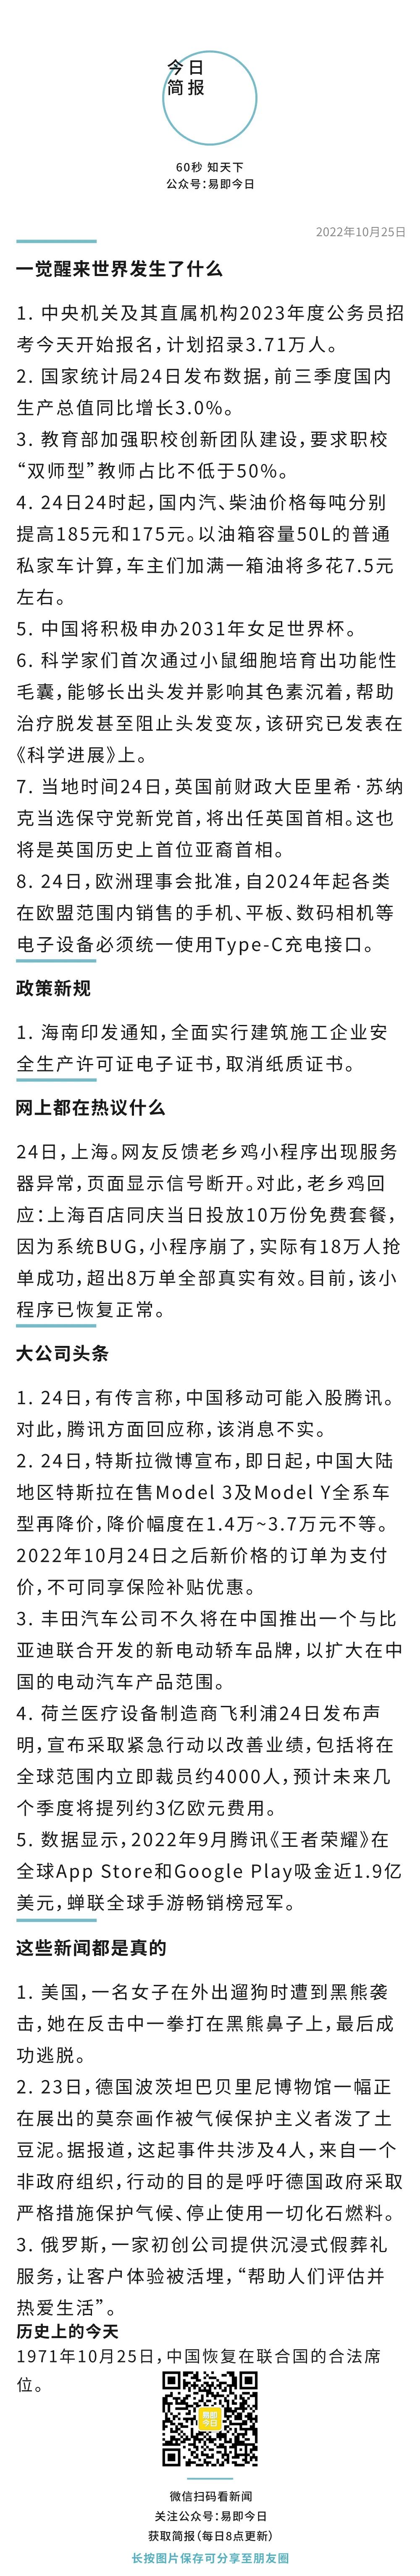 今日
简报
60秒 知天下
公众号：易即今日
2022年10月25日
一觉醒来世界发生了什么
1. 中央机关及其直属机构2023年度公务员招
考今天开始报名，计划招录3.71万人。
2. 国家统计局24日发布数据，前三季度国内
生产总值同比增长3.0%。
3. 教育部加强职校创新团队建设，要求职校
“双师型”教师占比不低于50%。
4. 24日24时起，国内汽、柴油价格每吨分别
提高185元和175元。以油箱容量50L的普通
私家车计算，车主们加满一箱油将多花7.5元
左右。
5. 中国将积极申办2031年女足世界杯。
6. 科学家们首次通过小鼠细胞培育出功能性
毛囊，能够长出头发并影响其色素沉着，帮助
治疗脱发甚至阻止头发变灰，该研究已发表在
《科学进展》上。
7. 当地时间24日，英国前财政大臣里希·苏纳
克当选保守党新党首，将出任英国首相。这也
将是英国历史上首位亚裔首相。
8. 24日，欧洲理事会批准，自2024年起各类
在欧盟范围内销售的手机、平板、数码相机等
电子设备必须统一使用Type-C充电接口。
政策新规
1. 海南印发通知，全面实行建筑施工企业安
全生产许可证电子证书，取消纸质证书。
网上都在热议什么
24日，上海。网友反馈老乡鸡小程序出现服务
器异常，页面显示信号断开。对此，老乡鸡回
应：上海百店同庆当日投放10万份免费套餐，
因为系统BUG，小程序崩了，实际有18万人抢
单成功，超出8万单全部真实有效。目前，该小
程序已恢复正常。
大公司头条
1. 24日，有传言称，中国移动可能入股腾讯。
对此，腾讯方面回应称，该消息不实。
2. 24日，特斯拉微博宣布，即日起，中国大陆
地区特斯拉在售Model 3及Model Y全系车
型再降价，降价幅度在1.4万~3.7万元不等。
2022年10月24日之后新价格的订单为支付
价，不可同享保险补贴优惠。
3. 丰田汽车公司不久将在中国推出一个与比
亚迪联合开发的新电动轿车品牌，以扩大在中
国的电动汽车产品范围。
4. 荷兰医疗设备制造商飞利浦24日发布声
明，宣布采取紧急行动以改善业绩，包括将在
全球范围内立即裁员约4000人，预计未来几
个季度将提列约3亿欧元费用。
5. 数据显示，2022年9月腾讯《王者荣耀》在
全球App Store和Google Play吸金近1.9亿
美元，蝉联全球手游畅销榜冠军。
这些新闻都是真的
1. 美国，一名女子在外出遛狗时遭到黑熊袭
击，她在反击中一拳打在黑熊鼻子上，最后成
功逃脱。
2. 23日，德国波茨坦巴贝里尼博物馆一幅正
在展出的莫奈画作被气候保护主义者泼了土
豆泥。据报道，这起事件共涉及4人，来自一个
非政府组织，行动的目的是呼吁德国政府采取
严格措施保护气候、停止使用一切化石燃料。
3. 俄罗斯，一家初创公司提供沉浸式假葬礼
服务，让客户体验被活埋，“帮助人们评估并
热爱生活”。
历史上的今天
1971年10月25日，中国恢复在联合国的合法席
位。
易即
今日
微信扫码看新闻
关注公众号：易即今日
获取简报（每日8点更新）
长按图片保存可分享至朋友圈